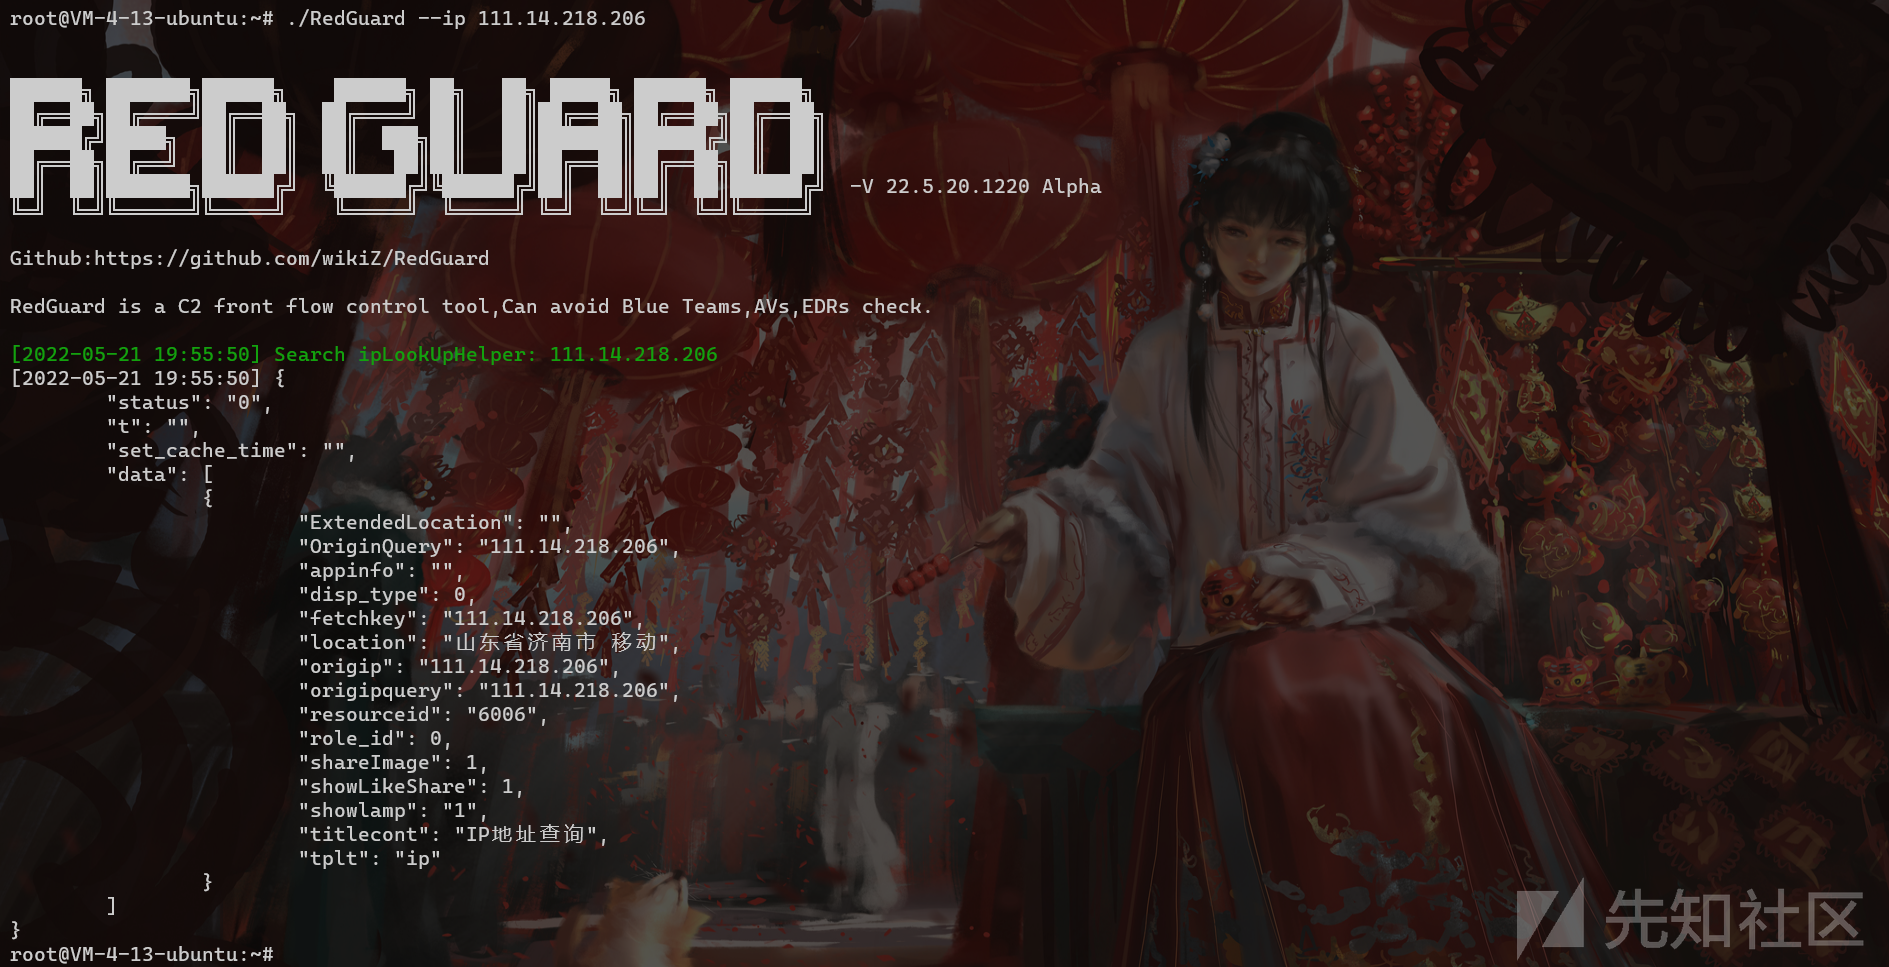 root@VM-4-13-ubuntu:~# ./RedGuard --ip 111.14.218.206
RED GUARD
-V 22.5.20.1220 Alpha
Github:https://github.com/wikiZ/RedGuard
RedGuard is a C2 front flow control tool,Can avoid Blue Teams,AVs,EDRs check.
[2022-05-21 19:55:50] Search ipLookUpHelper: 111.14.218.206
[2022-05-21 19:55:50] {
"status": "0",
"t": "",
"set_cache_time": "",
"data": [
{
"ExtendedLocation": "",
"OriginQuery": "111.14.218.206",
"appinfo": "",
"disp_type": 0,
"fetchkey": "111.14.218.206",
"location": "山东省济南市 移动",
"origip": "111.14.218.206",
"origipquery": "111.14.218.206",
"resourceid": "6006",
"role_id": 0,
"shareImage": 1,
"showLikeShare": 1,
"showlamp": "1",
"titlecont": "IP地址查询",
"tplt": "ip"
}
]
}
root@VM-4-13-ubuntu:~#
先知社区